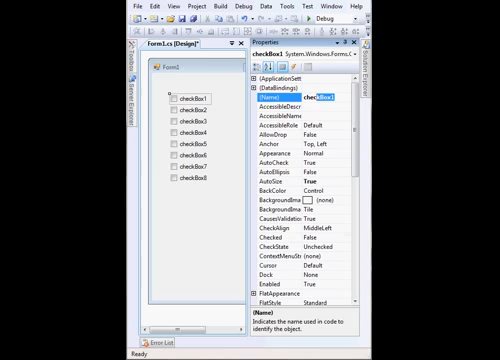 File Edit View Project Build Debug Data Tools Test Window Help
Debug
Form1.cs [Design]*
Properties
checkBox1 System.Windows.Forms.C
Toolbox
Server Explorer
Solution Explorer
Form1
checkBox1
checkBox2
checkBox3
checkBox4
checkBox5
checkBox6
checkBox7
checkBox8
(ApplicationSett
(DataBindings)
(Name) checkBox1
AccessibleDescr
AccessibleName
AccessibleRole Default
AllowDrop False
Anchor Top, Left
Appearance Normal
AutoCheck True
AutoEllipsis False
AutoSize True
BackColor Control
BackgroundIma (none)
BackgroundIma Tile
CausesValidation True
CheckAlign MiddleLeft
Checked False
CheckState Unchecked
ContextMenuStr (none)
Cursor Default
Dock None
Enabled True
FlatAppearance
FlatStyle Standard
(Name)
Indicates the name used in code to
identify the object.
Error List
Ready